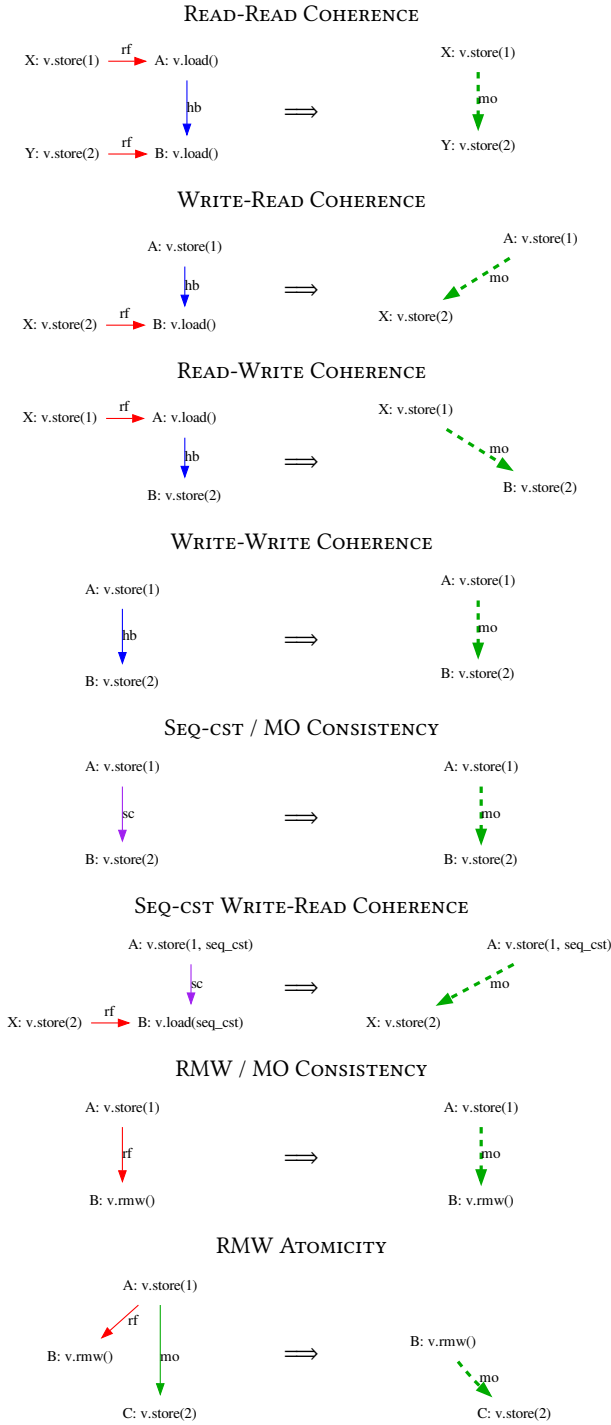 READ-READ COHERENCE
rf
X: v.store(1) A: v.load() X: v.store(1)
hb ⟹ mo
rf
Y: v.store(2) B: v.load() Y: v.store(2)
WRITE-READ COHERENCE
A: v.store(1) A: v.store(1)
hb ⟹ mo
rf
X: v.store(2) B: v.load() X: v.store(2)
READ-WRITE COHERENCE
rf
X: v.store(1) A: v.load() X: v.store(1)
hb ⟹ mo
B: v.store(2) B: v.store(2)
WRITE-WRITE COHERENCE
A: v.store(1) A: v.store(1)
hb ⟹ mo
B: v.store(2) B: v.store(2)
SEQ-CST / MO CONSISTENCY
A: v.store(1) A: v.store(1)
sc ⟹ mo
B: v.store(2) B: v.store(2)
SEQ-CST WRITE-READ COHERENCE
A: v.store(1, seq_cst) A: v.store(1, seq_cst)
sc ⟹ mo
rf
X: v.store(2) B: v.load(seq_cst) X: v.store(2)
RMW / MO CONSISTENCY
A: v.store(1) A: v.store(1)
rf ⟹ mo
B: v.rmw() B: v.rmw()
RMW ATOMICITY
A: v.store(1)
rf
B: v.rmw() mo ⟹ B: v.rmw()
mo
C: v.store(2) C: v.store(2)